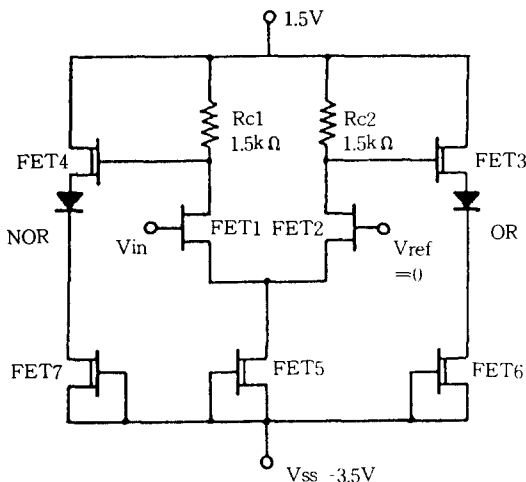 1.5V
Rc1
1.5kΩ
Rc2
1.5kΩ
FET4
FET3
FET1
FET2
NOR
Vin
Vref
=0
OR
FET7
FET5
FET6
Vss -3.5V